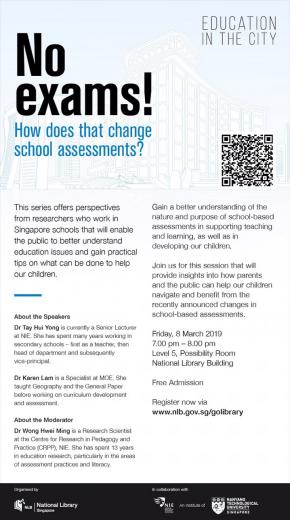 EDUCATION
IN THE CITY
No
exams!
How does that change
school assessments?
This series offers perspectives
from researchers who work in
Singapore schools that will enable
the public to better understand
education issues and gain practical
tips on what can be done to help
our children.
About the Speakers
Dr Tay Hui Yong is currently a Senior Lecturer
at NIE. She has spent many years working in
secondary schools – first as a teacher, then
head of department and subsequently
vice-principal.
Dr Karen Lam is a Specialist at MOE. She
taught Geography and the General Paper
before working on curriculum development
and assessment.
About the Moderator
Dr Wong Hwei Ming is a Research Scientist
at the Centre for Research in Pedagogy and
Practice (CRPP), NIE. She has spent 13 years
in education research, particularly in the areas
of assessment practices and literacy.
Gain a better understanding of the
nature and purpose of school-based
assessments in supporting teaching
and learning, as well as in
developing our children.
Join us for this session that will
provide insights into how parents
and the public can help our children
navigate and benefit from the
recently announced changes in
school-based assessments.
Friday, 8 March 2019
7.00 pm – 8.00 pm
Level 5, Possibility Room
National Library Building
Free Admission
Register now via
www.nlb.gov.sg/golibrary
Organised by
NLB National Library
Singapore
In collaboration with
NIE
An Institute of
NANYANG
TECHNOLOGICAL
UNIVERSITY
SINGAPORE